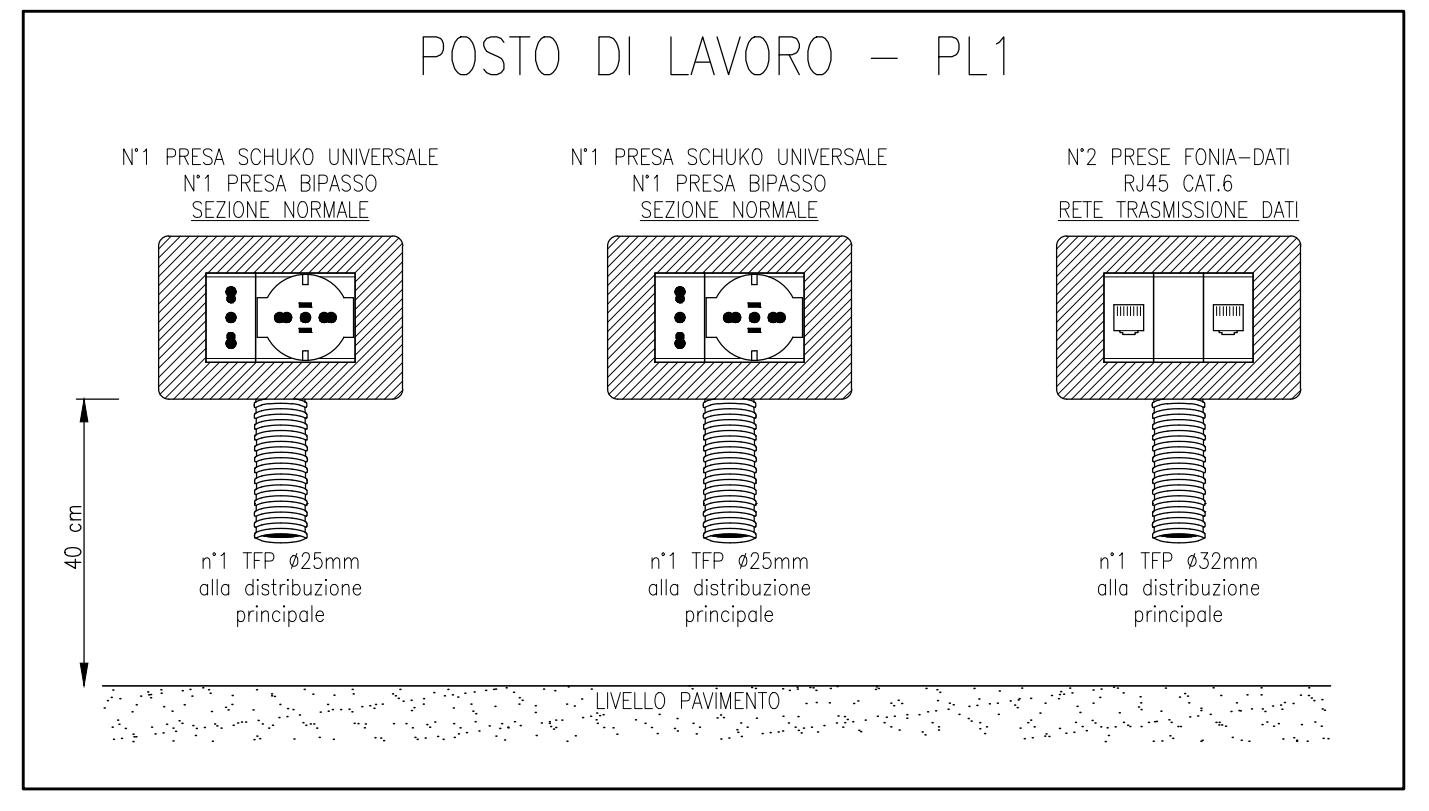 POSTO DI LAVORO – PL1
N°1 PRESA SCHUKO UNIVERSALE
N°1 PRESA BIPASSO
SEZIONE NORMALE
N°1 PRESA SCHUKO UNIVERSALE
N°1 PRESA BIPASSO
SEZIONE NORMALE
N°2 PRESE FONIA-DATI
RJ45 CAT.6
RETE TRASMISSIONE DATI
40 cm
n°1 TFP ø25mm
alla distribuzione
principale
n°1 TFP ø25mm
alla distribuzione
principale
n°1 TFP ø32mm
alla distribuzione
principale
LIVELLO PAVIMENTO